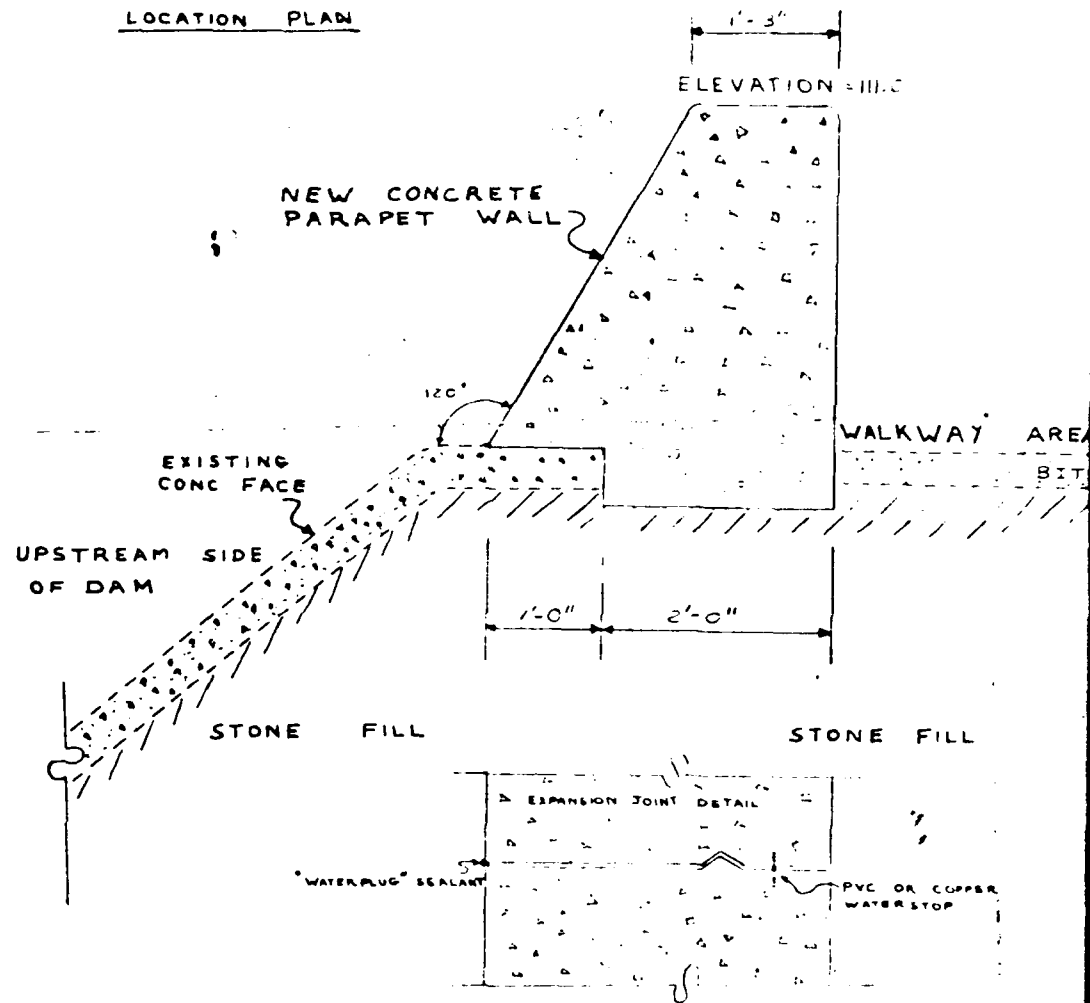 LOCATION PLAN
1'-3"
ELEVATION =
NEW CONCRETE
PARAPET WALL
120°
WALKWAY AREA
EXISTING
CONC FACE
UPSTREAM SIDE
OF DAM
1'-0"
2'-0"
STONE FILL
STONE FILL
EXPANSION JOINT DETAIL
"WATERPLUG" SEALANT
PVC OR COPPER
WATERSTOP